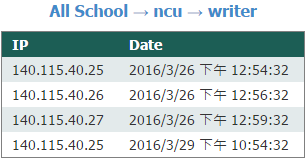 All School → ncu → writer
IP Date
140.115.40.25 2016/3/26 下午 12:54:32
140.115.40.26 2016/3/26 下午 12:56:32
140.115.40.27 2016/3/26 下午 12:59:32
140.115.40.25 2016/3/29 下午 10:54:32